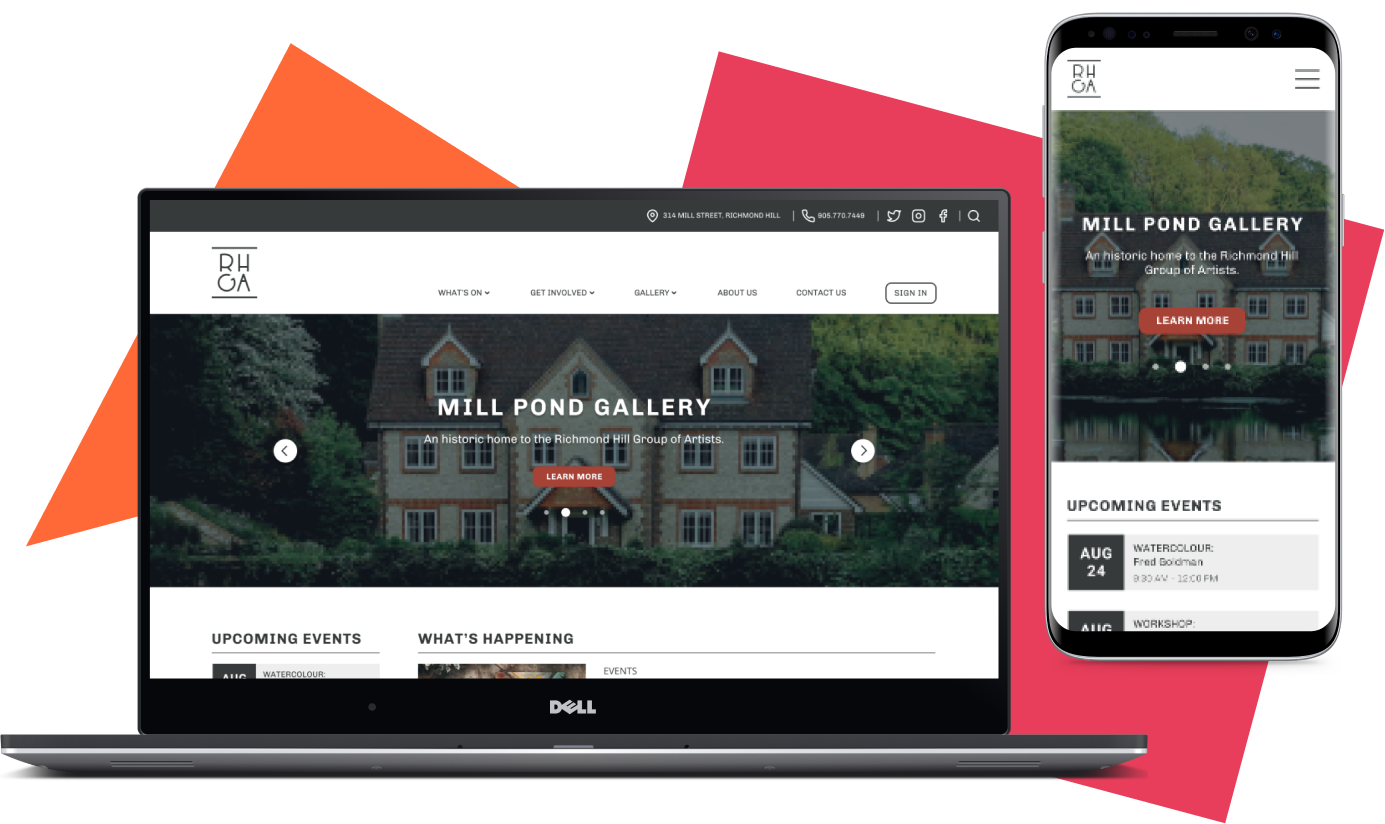 314 MILL STREET, RICHMOND HILL | 905.770.7449 | |
RH
GA
WHAT'S ON GET INVOLVED GALLERY ABOUT US CONTACT US SIGN IN
MILL POND GALLERY
An historic home to the Richmond Hill Group of Artists.
LEARN MORE
UPCOMING EVENTS
AUG
WATERCOLOUR:
WHAT'S HAPPENING
EVENTS
DELL
RH
GA
MILL POND GALLERY
An historic home to the Richmond Hill
Group of Artists.
LEARN MORE
UPCOMING EVENTS
AUG
24
WATERCOLOUR:
Fred Goldman
9:30 AM - 12:00 PM
AUG
WORKSHOP: